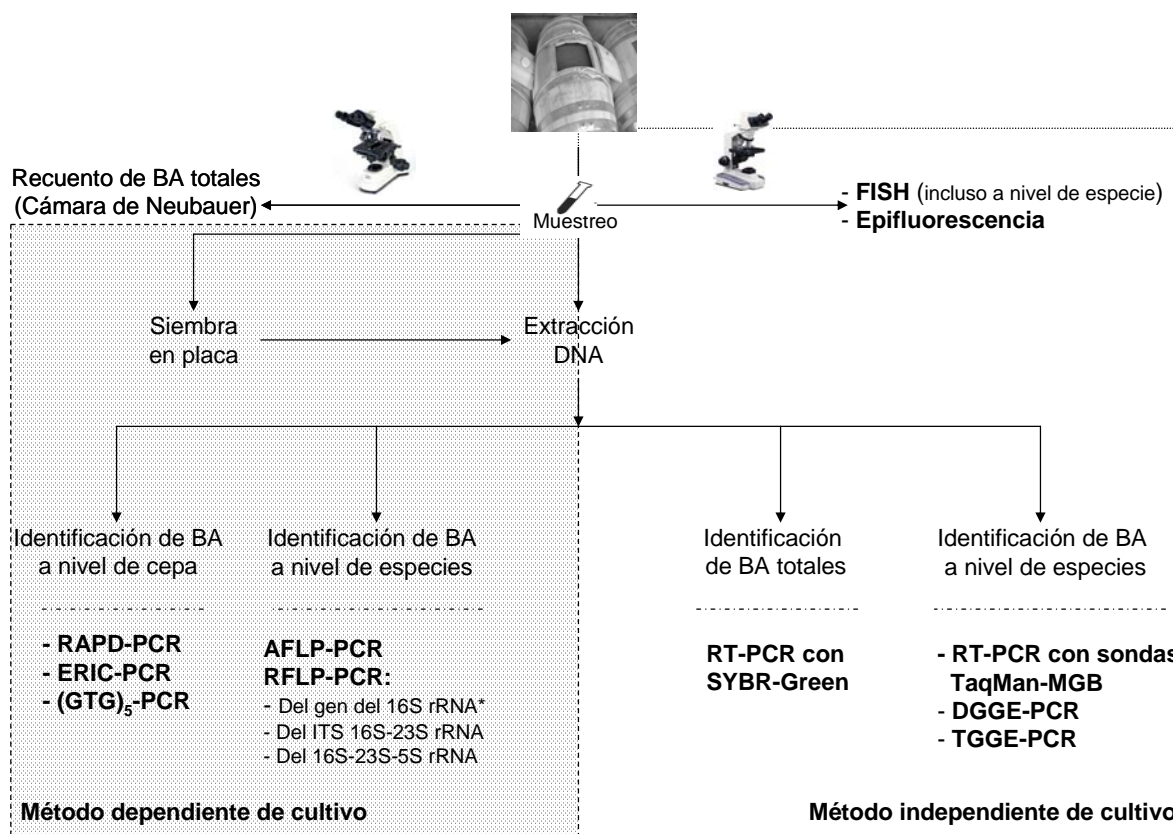 Recuento de BA totales
(Cámara de Neubauer)
Muestreo
- FISH (incluso a nivel de especie)
- Epifluorescencia
Siembra
en placa
Extracción
DNA
Identificación de BA
a nivel de cepa
- RAPD-PCR
- ERIC-PCR
- (GTG)5-PCR
Identificación de BA
a nivel de especies
AFLP-PCR
RFLP-PCR:
- Del gen del 16S rRNA*
- Del ITS 16S-23S rRNA
- Del 16S-23S-5S rRNA
Identificación
de BA totales
RT-PCR con
SYBR-Green
Identificación de BA
a nivel de especies
- RT-PCR con sondas
TaqMan-MGB
- DGGE-PCR
- TGGE-PCR
Método dependiente de cultivo
Método independiente de cultivo